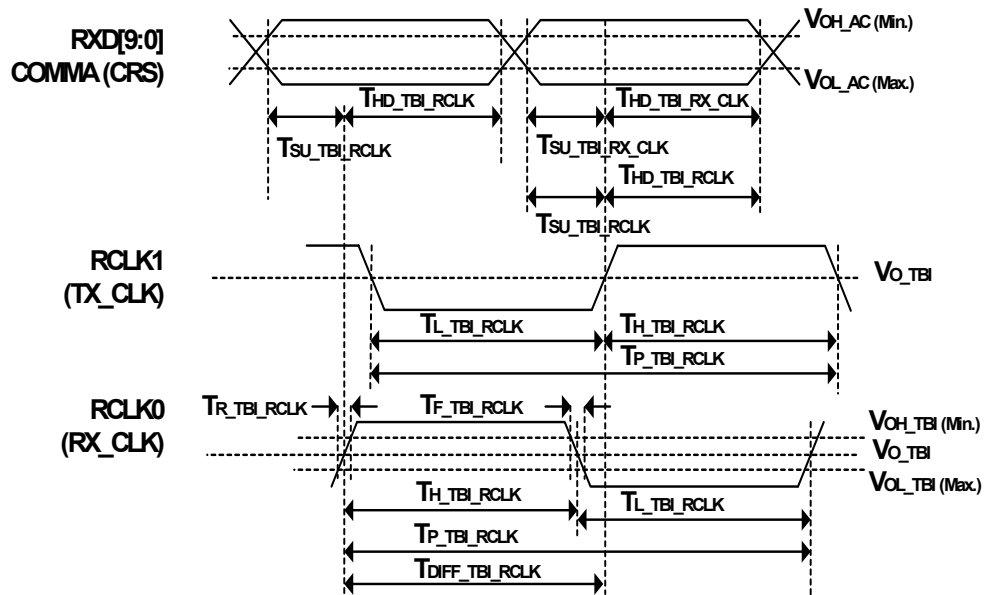 RXD[9:0]
COMMA (CRS)
VOH_AC (Min.)
VOL_AC (Max.)
THD_TBI_RCLK
THD_TBI_RX_CLK
TSU_TBI_RCLK
TSU_TBI_RX_CLK
THD_TBI_RCLK
TSU_TBI_RCLK
RCLK1
(TX_CLK)
VO_TBI
TL_TBI_RCLK
TH_TBI_RCLK
TP_TBI_RCLK
RCLK0
(RX_CLK)
TR_TBI_RCLK
TF_TBI_RCLK
VOH_TBI (Min.)
VO_TBI
VOL_TBI (Max.)
TH_TBI_RCLK
TL_TBI_RCLK
TP_TBI_RCLK
TDIFF_TBI_RCLK